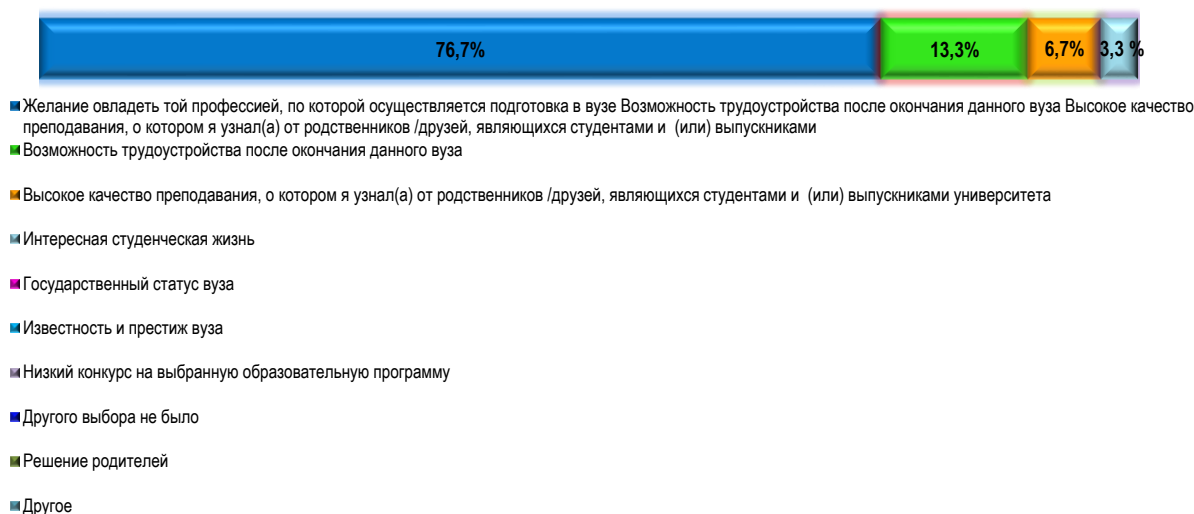 76,7% 13,3% 6,7% 3,3 %
Желание овладеть той профессией, по которой осуществляется подготовка в вузе Возможность трудоустройства после окончания данного вуза Высокое качество
преподавания, о котором я узнал(а) от родственников /друзей, являющихся студентами и (или) выпускниками
Возможность трудоустройства после окончания данного вуза
Высокое качество преподавания, о котором я узнал(а) от родственников /друзей, являющихся студентами и (или) выпускниками университета
Интересная студенческая жизнь
Государственный статус вуза
Известность и престиж вуза
Низкий конкурс на выбранную образовательную программу
Другого выбора не было
Решение родителей
Другое